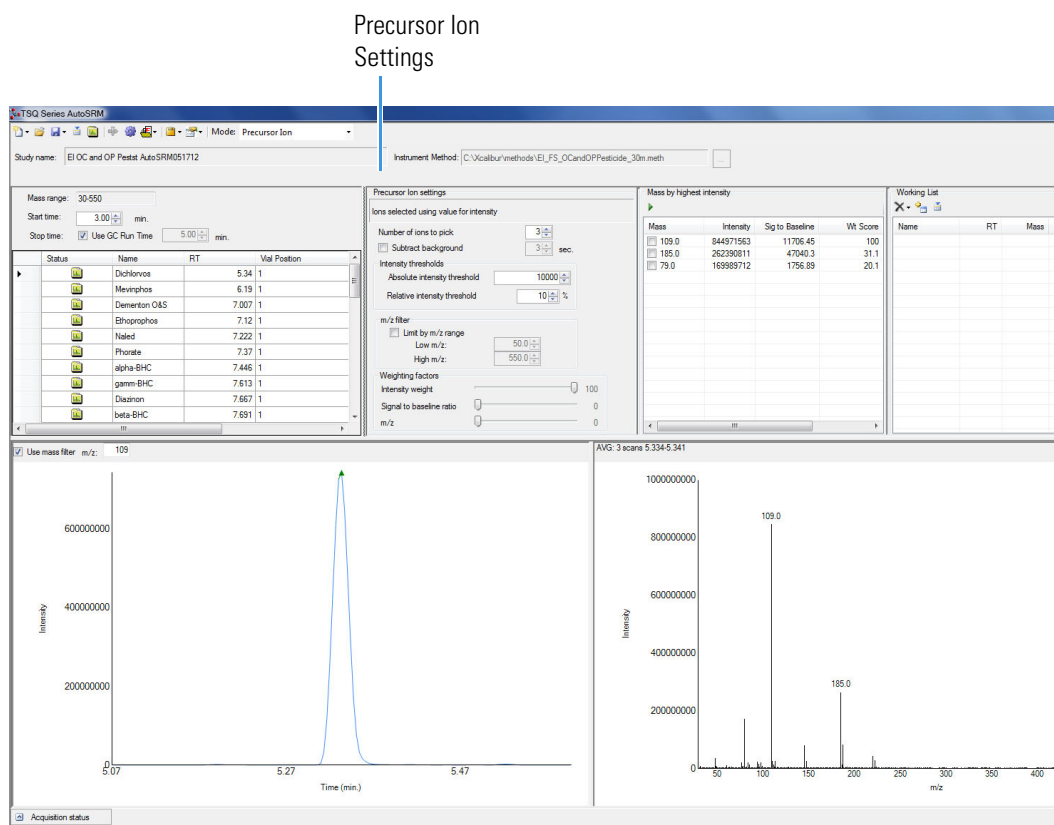 Precursor Ion
Settings
TSQ Series AutoSRM
Mode: Precursor Ion
Study name: EI OC and OP Pestst AutoSRM051712
Instrument Method: C:\Xcalibur\methods\EI_FS_OCandOPPesticide_30m.meth ...
Mass range: 30-550
Start time: 3.00 min.
Stop time: Use GC Run Time 5.00 min.
Status Name RT Vial Position
Dichlorvos 5.34 1
Mevinphos 6.19 1
Dementon O&S 7.007 1
Ethoprophos 7.12 1
Naled 7.222 1
Phorate 7.37 1
alpha-BHC 7.446 1
gamm-BHC 7.613 1
Diazinon 7.667 1
beta-BHC 7.691 1
Precursor Ion settings
Ions selected using value for intensity
Number of ions to pick 3
Subtract background 3 sec.
Intensity thresholds
Absolute intensity threshold 10000
Relative intensity threshold 10 %
m/z filter
Limit by m/z range
Low m/z: 50.0
High m/z: 550.0
Weighting factors
Intensity weight 100
Signal to baseline ratio 0
m/z 0
Mass by highest intensity
Mass Intensity Sig to Baseline Wt Score
109.0 844971563 11706.45 100
185.0 262390811 47040.3 31.1
79.0 169989712 1756.89 20.1
Working List
Name RT Mass
Use mass filter m/z: 109
600000000
400000000
200000000
0
Intensity
5.07 5.27 5.47
Time (min.)
AVG: 3 scans 5.334-5.341
1000000000
800000000
600000000
400000000
200000000
0
Intensity
109.0
185.0
50 100 150 200 250 300 350 400
m/z
Acquisition status